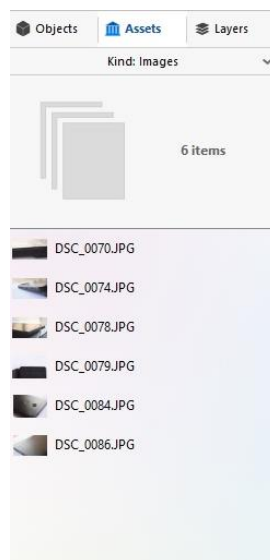 Objects Assets Layers
Kind: Images
6 items
DSC_0070.JPG
DSC_0074.JPG
DSC_0078.JPG
DSC_0079.JPG
DSC_0084.JPG
DSC_0086.JPG